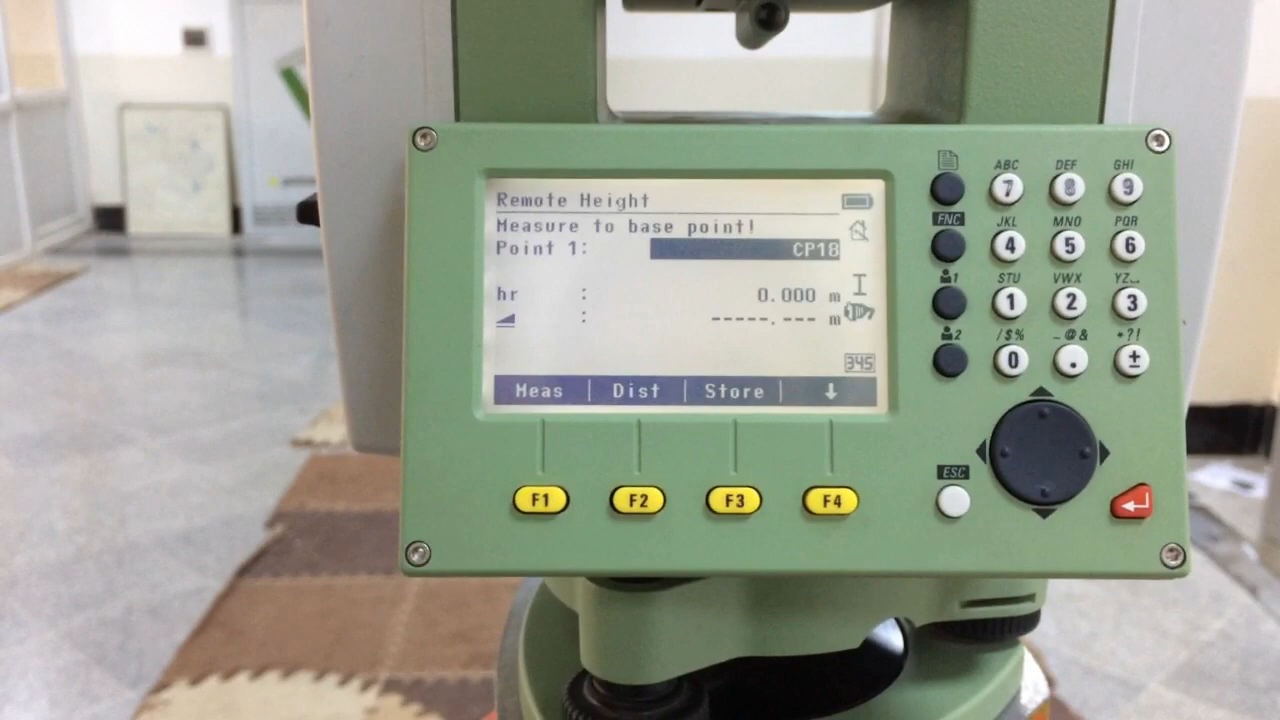 Remote Height
Measure to base point!
Point 1: CP18
hr : 0.000 m
: -----.--- m
345
Meas Dist Store ↓
F1 F2 F3 F4
ABC DEF GHI
7 8 9
FNC JKL MNO PQR
4 5 6
1 STU VWX YZ
1 2 3
2 /$% _@& *?!
0 . ±
ESC